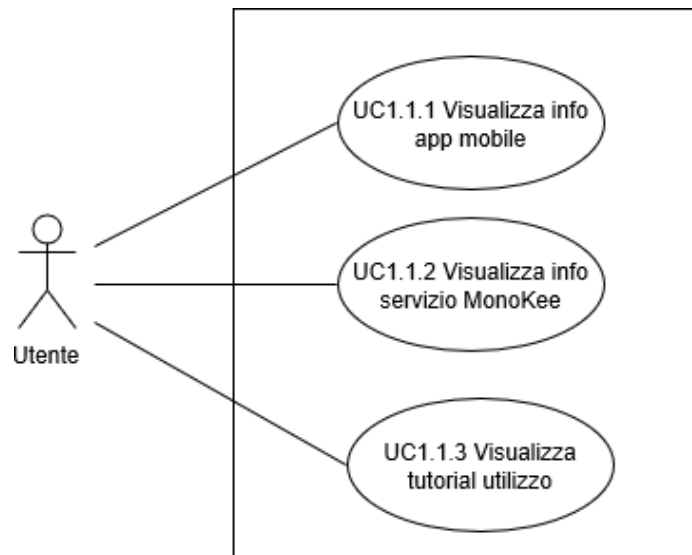 UC1.1.1 Visualizza info
app mobile
UC1.1.2 Visualizza info
servizio MonoKee
Utente
UC1.1.3 Visualizza
tutorial utilizzo